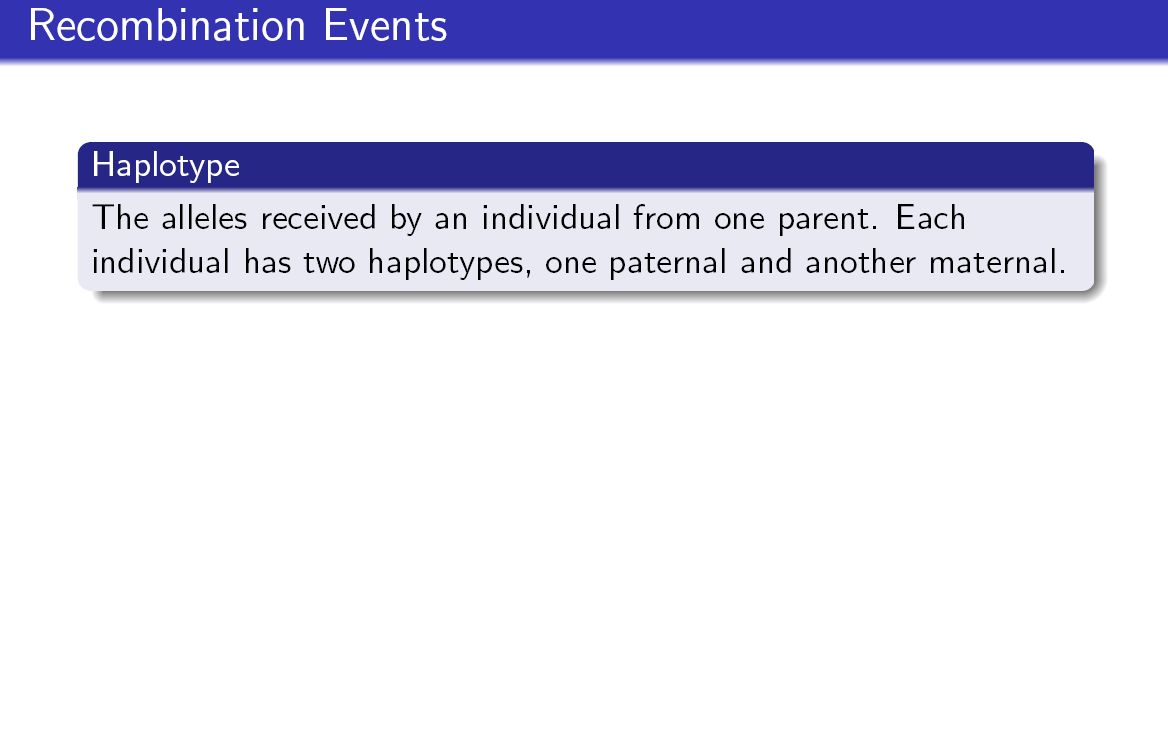 Recombination Events
Haplotype
The alleles received by an individual from one parent. Each
individual has two haplotypes, one paternal and another maternal.